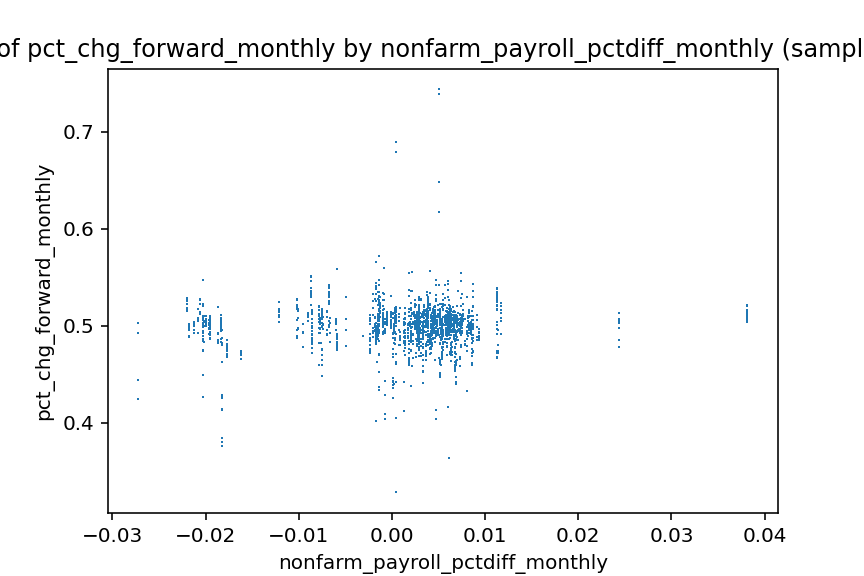 of pct_chg_forward_monthly by nonfarm_payroll_pctdiff_monthly (sampl
0.7
0.6
0.5
0.4
pct_chg_forward_monthly
−0.03 −0.02 −0.01 0.00 0.01 0.02 0.03 0.04
nonfarm_payroll_pctdiff_monthly